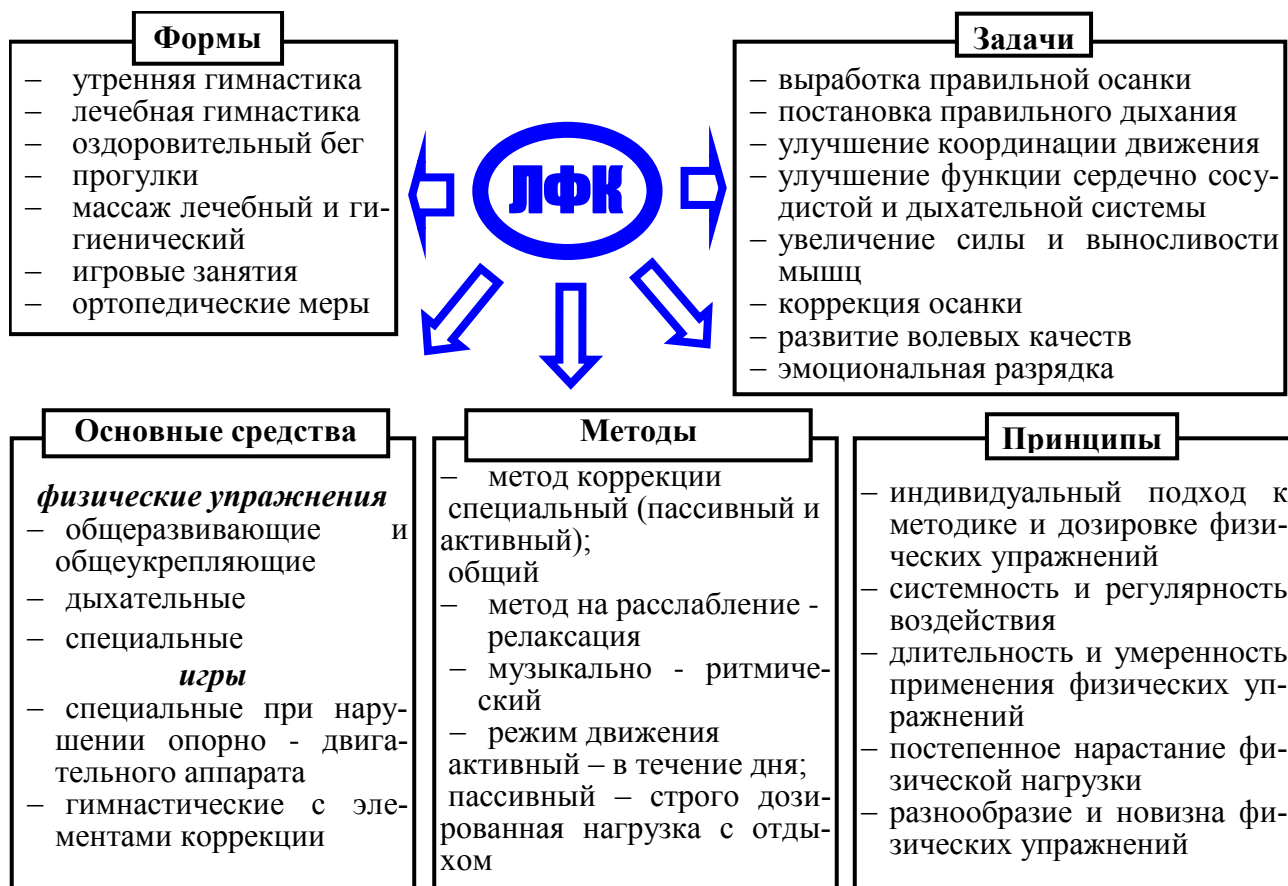 Формы
– утренняя гимнастика
– лечебная гимнастика
– оздоровительный бег
– прогулки
– массаж лечебный и ги-
гиенический
– игровые занятия
– ортопедические меры
ЛФК
Задачи
– выработка правильной осанки
– постановка правильного дыхания
– улучшение координации движения
– улучшение функции сердечно сосу-
дистой и дыхательной системы
– увеличение силы и выносливости
мышц
– коррекция осанки
– развитие волевых качеств
– эмоциональная разрядка
Основные средства
физические упражнения
– общеразвивающие и
общеукрепляющие
– дыхательные
– специальные
игры
– специальные при нару-
шении опорно - двига-
тельного аппарата
– гимнастические с эле-
ментами коррекции
Методы
– метод коррекции
специальный (пассивный и
активный);
общий
– метод на расслабление -
релаксация
– музыкально - ритмиче-
ский
– режим движения
активный – в течение дня;
пассивный – строго дози-
рованная нагрузка с отды-
хом
Принципы
– индивидуальный подход к
методике и дозировке физи-
ческих упражнений
– системность и регулярность
воздействия
– длительность и умеренность
применения физических уп-
ражнений
– постепенное нарастание фи-
зической нагрузки
– разнообразие и новизна фи-
зических упражнений